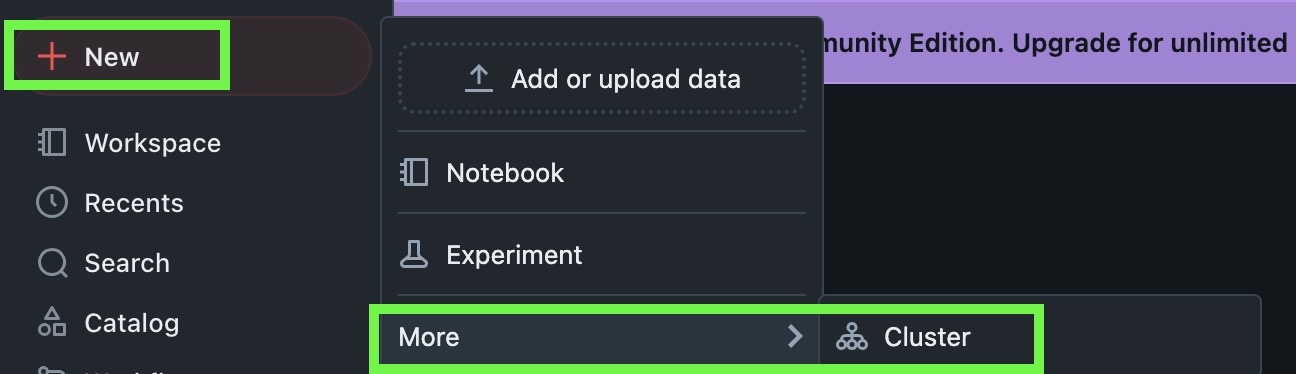 New
Workspace
Recents
Search
Catalog
Add or upload data
Notebook
Experiment
More
Cluster
munity Edition. Upgrade for unlimited